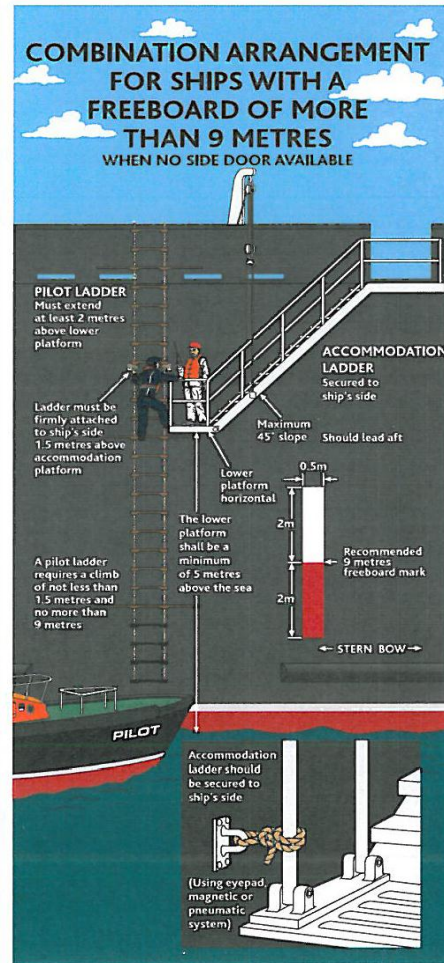 COMBINATION ARRANGEMENT
FOR SHIPS WITH A
FREEBOARD OF MORE
THAN 9 METRES
WHEN NO SIDE DOOR AVAILABLE
PILOT LADDER
Must extend
at least 2 metres
above lower
platform
ACCOMMODATION
LADDER
Secured to
ship's side
Ladder must be
firmly attached
to ship's side
1.5 metres above
accommodation
platform
Maximum
45° slope
Should lead aft
Lower
platform
horizontal
0.5m
2m
2m
The lower
platform
shall be a
minimum
of 5 metres
above the sea
Recommended
9 metres
freeboard mark
A pilot ladder
requires a climb
of not less than
1.5 metres and
no more than
9 metres
STERN BOW
PILOT
Accommodation
ladder should
be secured to
ship's side
(Using eyepad,
magnetic or
pneumatic
system)